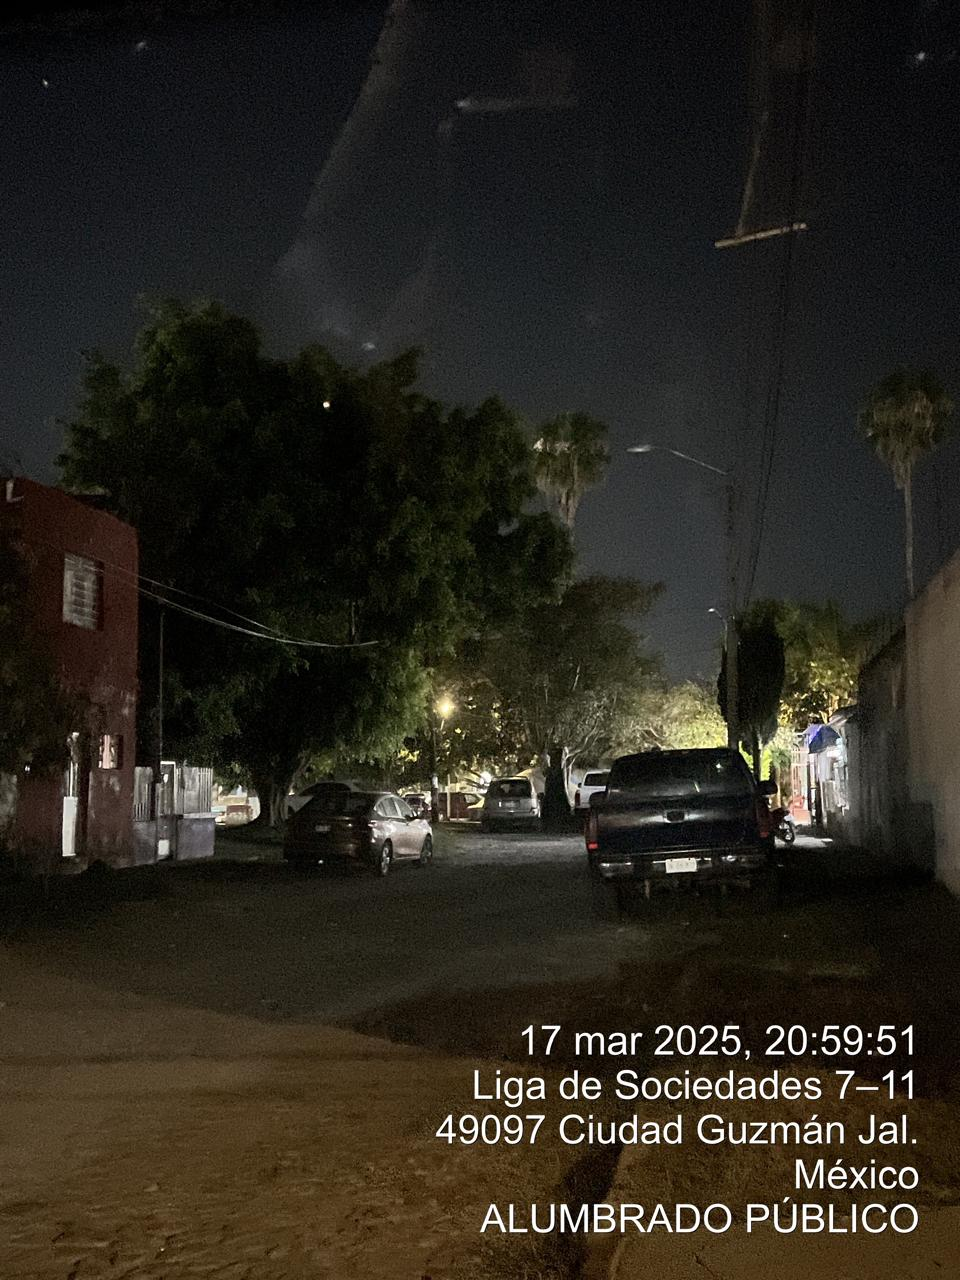 17 mar 2025, 20:59:51
Liga de Sociedades 7–11
49097 Ciudad Guzmán Jal.
México
ALUMBRADO PÚBLICO